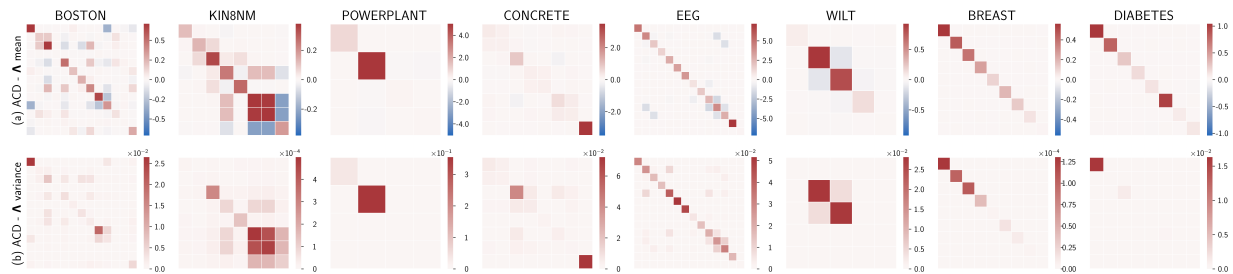 BOSTON KIN8NM POWERPLANT CONCRETE EEG WILT BREAST DIABETES
(a) ACD - Λ mean
0.5 0.2 0.0 -0.2 -0.5
0.2 0.0 -0.2
4.0 2.0 0.0 -2.0 -4.0
2.0 0.0 -2.0
5.0 2.5 0.0 -2.5 -5.0
0.5 0.0 -0.5
0.4 0.2 0.0 -0.2 -0.4
1.0 0.5 0.0 -0.5 -1.0
(b) ACD - Λ variance
×10⁻² 2.5 2.0 1.5 1.0 0.5 0.0
×10⁻⁴ 4 3 2 1 0
×10⁻¹ 4 3 2 1 0
6 4 2 0
5 4 3 2 1 0
2.5 2.0 1.5 1.0 0.5 0.0
×10⁻⁴ 1.25 1.00 0.75 0.50 0.25 0.00
1.5 1.0 0.5 0.0